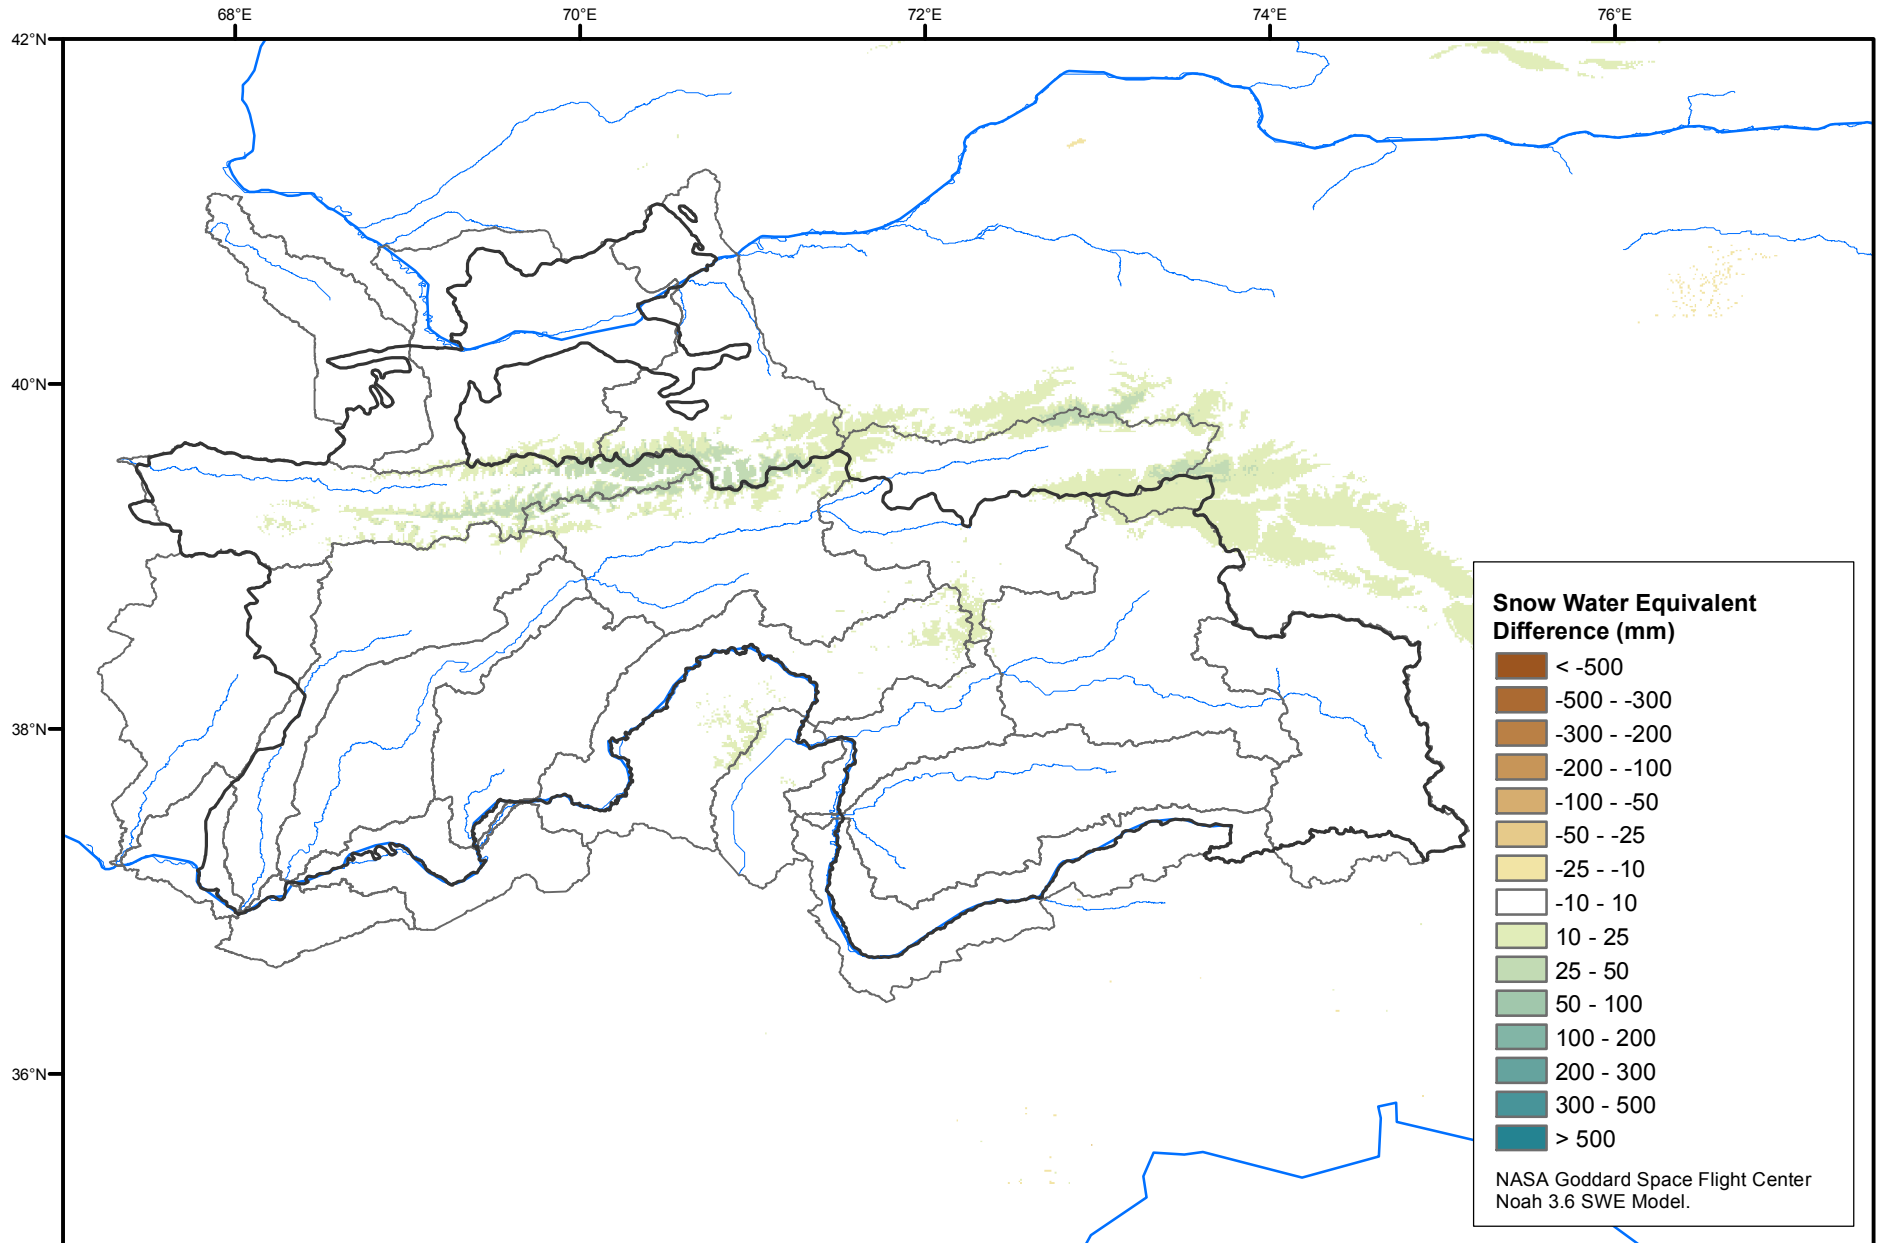 68°E 70°E 72°E 74°E 76°E
42°N
40°N
38°N
36°N
Snow Water Equivalent
Difference (mm)
< -500
-500 - -300
-300 - -200
-200 - -100
-100 - -50
-50 - -25
-25 - -10
-10 - 10
10 - 25
25 - 50
50 - 100
100 - 200
200 - 300
300 - 500
> 500
NASA Goddard Space Flight Center
Noah 3.6 SWE Model.